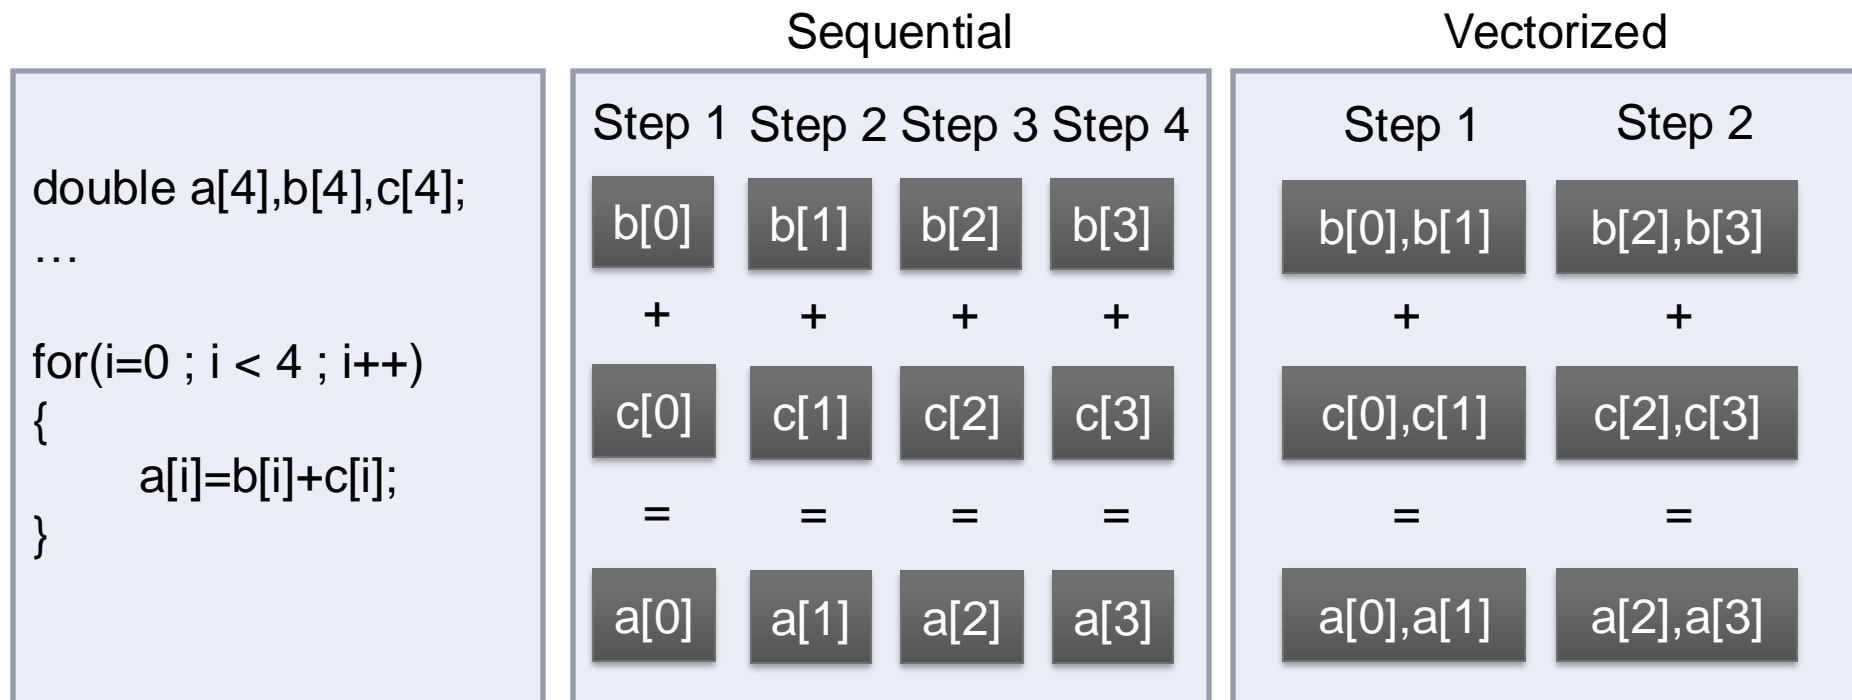 Sequential
Vectorized
double a[4],b[4],c[4];
…
for(i=0 ; i < 4 ; i++)
{
a[i]=b[i]+c[i];
}
Step 1 Step 2 Step 3 Step 4
b[0] b[1] b[2] b[3]
+ + + +
c[0] c[1] c[2] c[3]
= = = =
a[0] a[1] a[2] a[3]
Step 1 Step 2
b[0],b[1] b[2],b[3]
+ +
c[0],c[1] c[2],c[3]
= =
a[0],a[1] a[2],a[3]